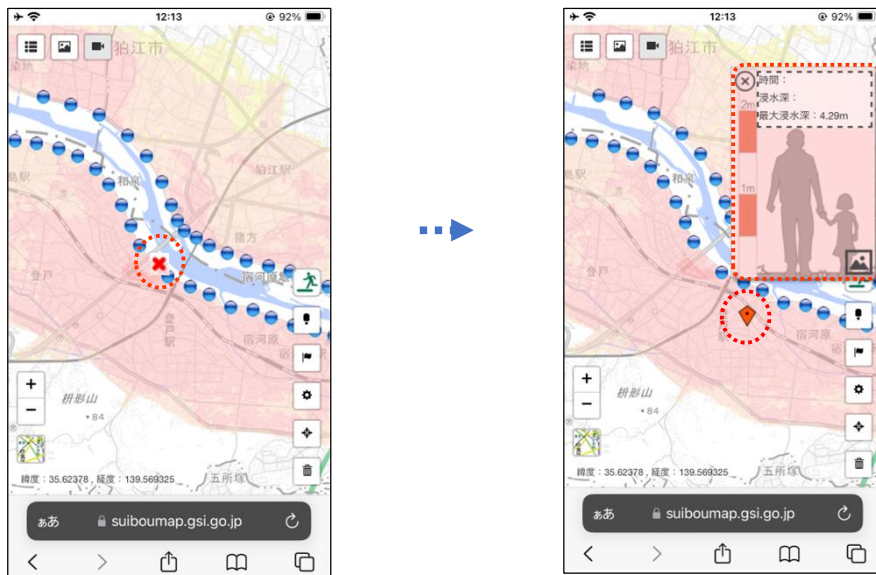 12:13
92%
狛江市
和泉
狛江駅
猪方
登戸
宿河原
登戸駅
枡形山
・84
緯度：35.62378 , 経度：139.569325
五所塚
ぁあ
suiboumap.gsi.go.jp
12:13
92%
狛江市
時間：
浸水深：
最大浸水深：4.29m
2m
1m
和泉
登戸
宿河原
枡形山
・84
緯度：35.62378 , 経度：139.569325
五所塚
ぁあ
suiboumap.gsi.go.jp